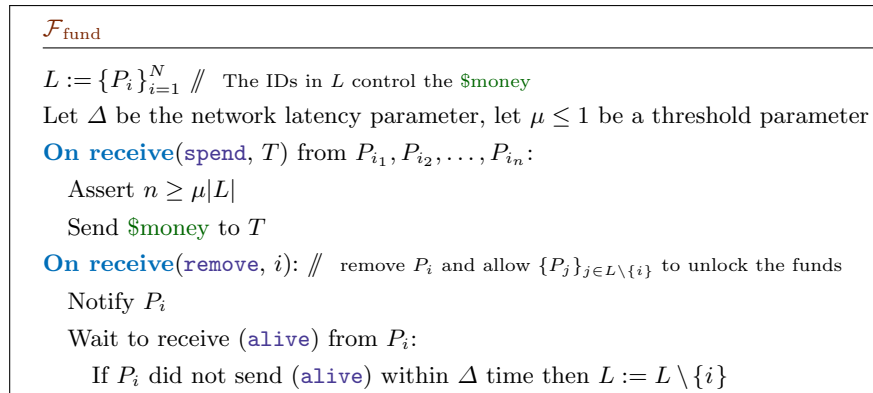 𝓕_fund
L := {P_i}_{i=1}^N // The IDs in L control the $money
Let Δ be the network latency parameter, let μ ≤ 1 be a threshold parameter
On receive(spend, T) from P_{i_1}, P_{i_2}, . . . , P_{i_n}:
Assert n ≥ μ|L|
Send $money to T
On receive(remove, i): // remove P_i and allow {P_j}_{j∈L\{i}} to unlock the funds
Notify P_i
Wait to receive (alive) from P_i:
If P_i did not send (alive) within Δ time then L := L \ {i}